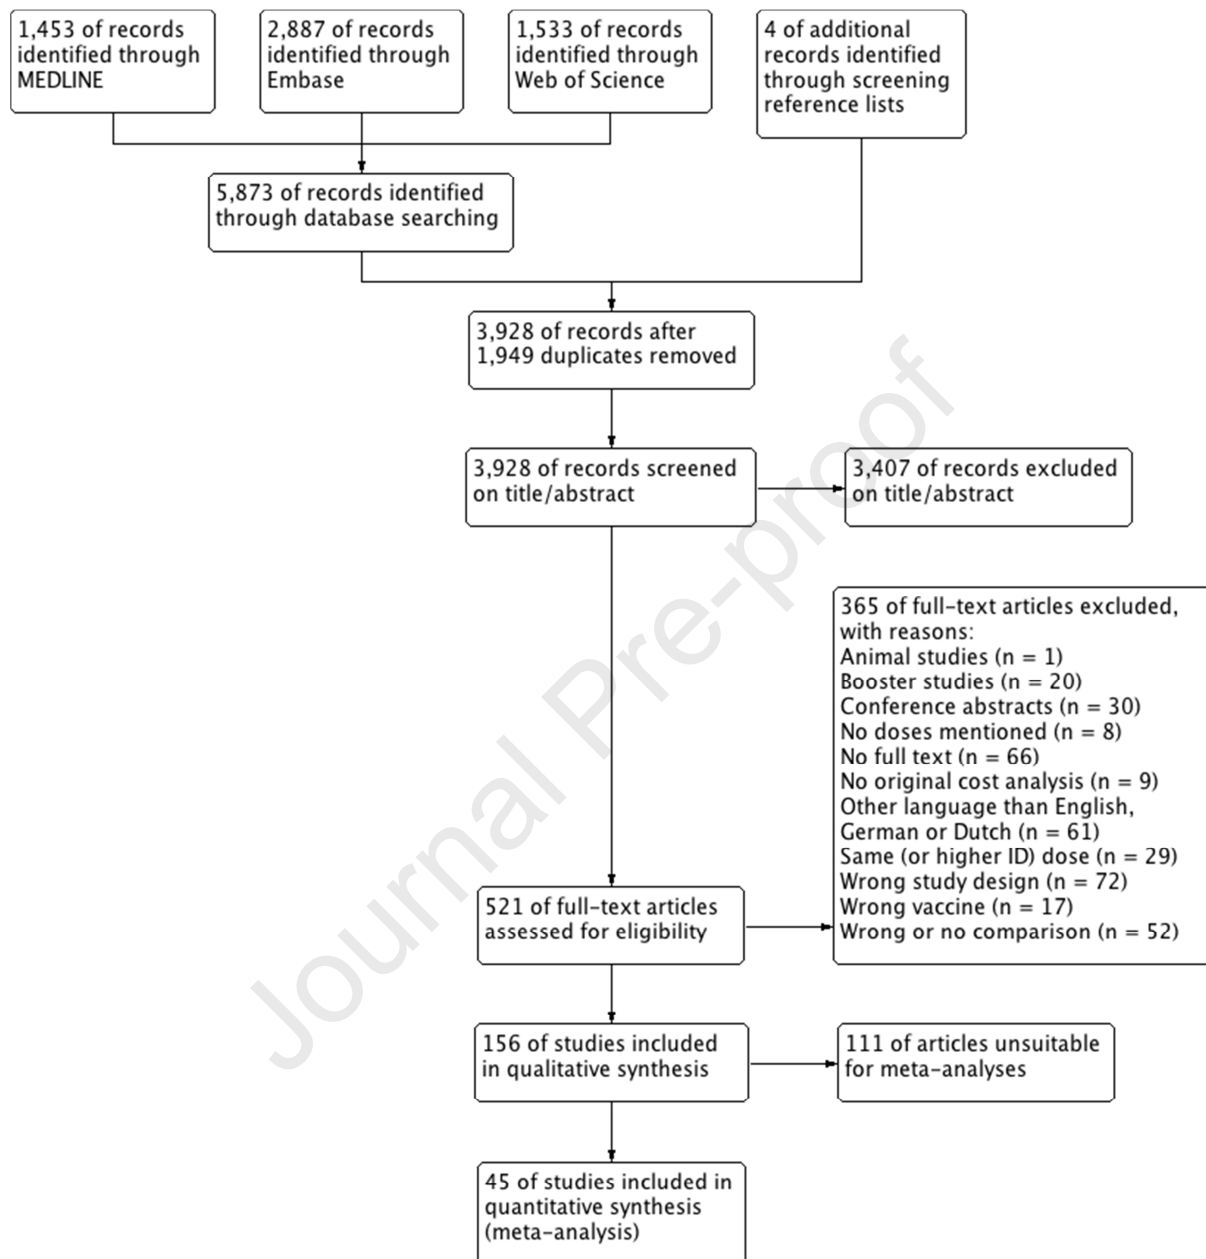 1,453 of records
identified through
MEDLINE
2,887 of records
identified through
Embase
1,533 of records
identified through
Web of Science
4 of additional
records identified
through screening
reference lists
5,873 of records identified
through database searching
3,928 of records after
1,949 duplicates removed
3,928 of records screened
on title/abstract
3,407 of records excluded
on title/abstract
365 of full-text articles excluded,
with reasons:
Animal studies (n = 1)
Booster studies (n = 20)
Conference abstracts (n = 30)
No doses mentioned (n = 8)
No full text (n = 66)
No original cost analysis (n = 9)
Other language than English,
German or Dutch (n = 61)
Same (or higher ID) dose (n = 29)
Wrong study design (n = 72)
Wrong vaccine (n = 17)
Wrong or no comparison (n = 52)
521 of full-text articles
assessed for eligibility
156 of studies included
in qualitative synthesis
111 of articles unsuitable
for meta-analyses
45 of studies included in
quantitative synthesis
(meta-analysis)
Journal Pre-proof